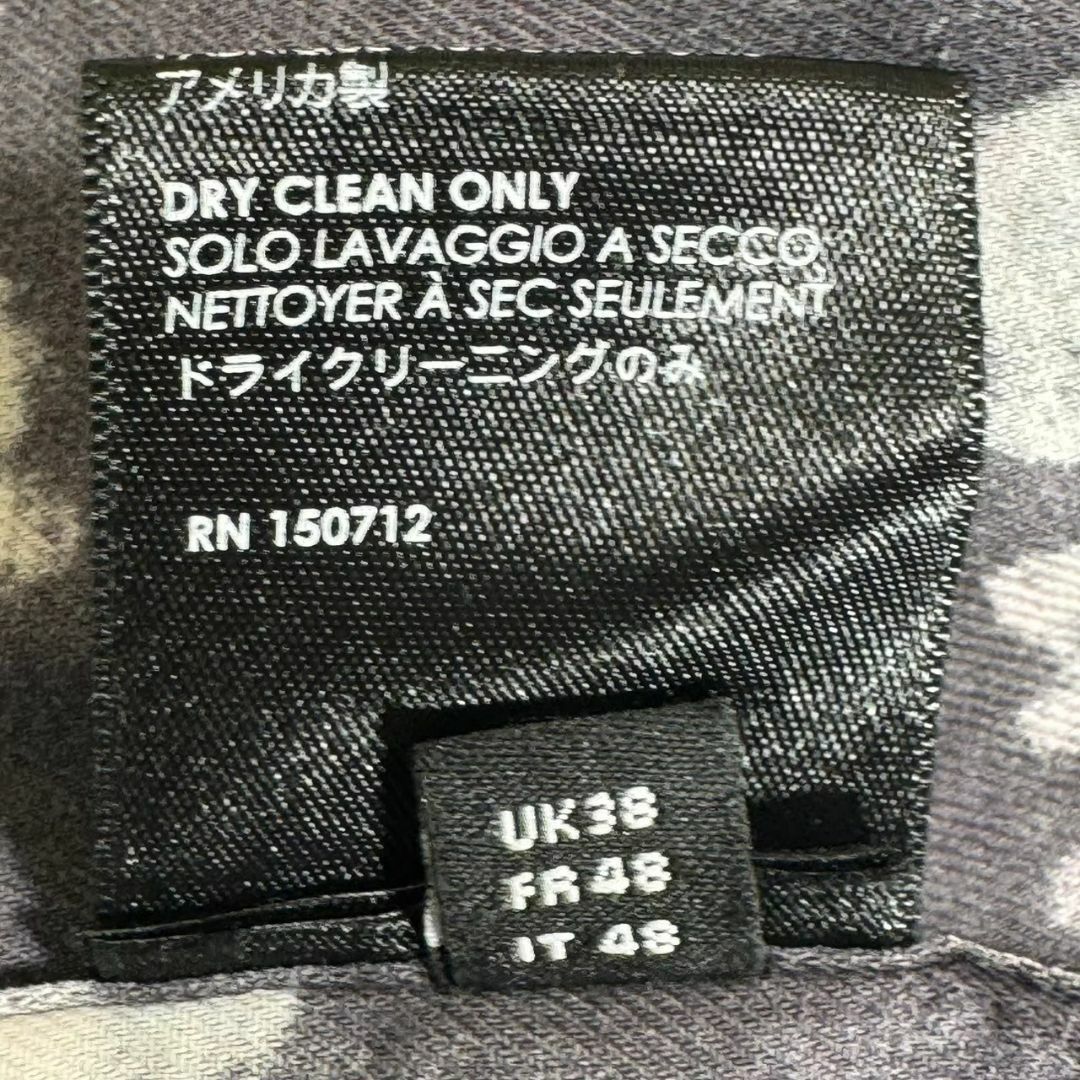 アメリカ製
DRY CLEAN ONLY
SOLO LAVAGGIO A SECCO
NETTOYER À SEC SEULEMENT
ドライクリーニングのみ
RN 150712
UK38
FR 48
IT 48